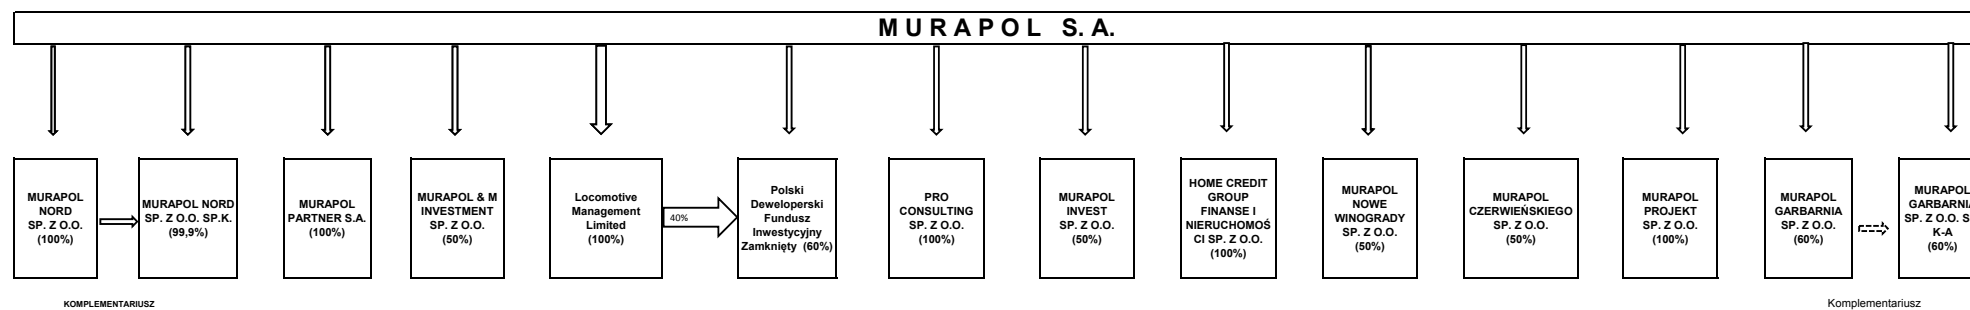 MURAPOL S.A.
MURAPOL
NORD
SP. Z O.O.
(100%)
MURAPOL NORD
SP. Z O.O. SP.K.
(99,9%)
MURAPOL
PARTNER S.A.
(100%)
MURAPOL & M
INVESTMENT
SP. Z O.O.
(50%)
Locomotive
Management
Limited
(100%)
40%
Polski
Deweloperski
Fundusz
Inwestycyjny
Zamknięty (60%)
PRO
CONSULTING
SP. Z O.O.
(100%)
MURAPOL
INVEST
SP. Z O.O.
(50%)
HOME CREDIT
GROUP
FINANSE I
NIERUCHOMOŚ
CI SP. Z O.O.
(100%)
MURAPOL
NOWE
WINOGRADY
SP. Z O.O.
(50%)
MURAPOL
CZERWIEŃSKIEGO
SP. Z O.O.
(50%)
MURAPOL
PROJEKT
SP. Z O.O.
(100%)
MURAPOL
GARBARNIA
SP. Z O.O.
(60%)
MURAPOL
GARBARNIA
SP. Z O.O. S
K-A
(60%)
KOMPLEMENTARIUSZ
Komplementariusz